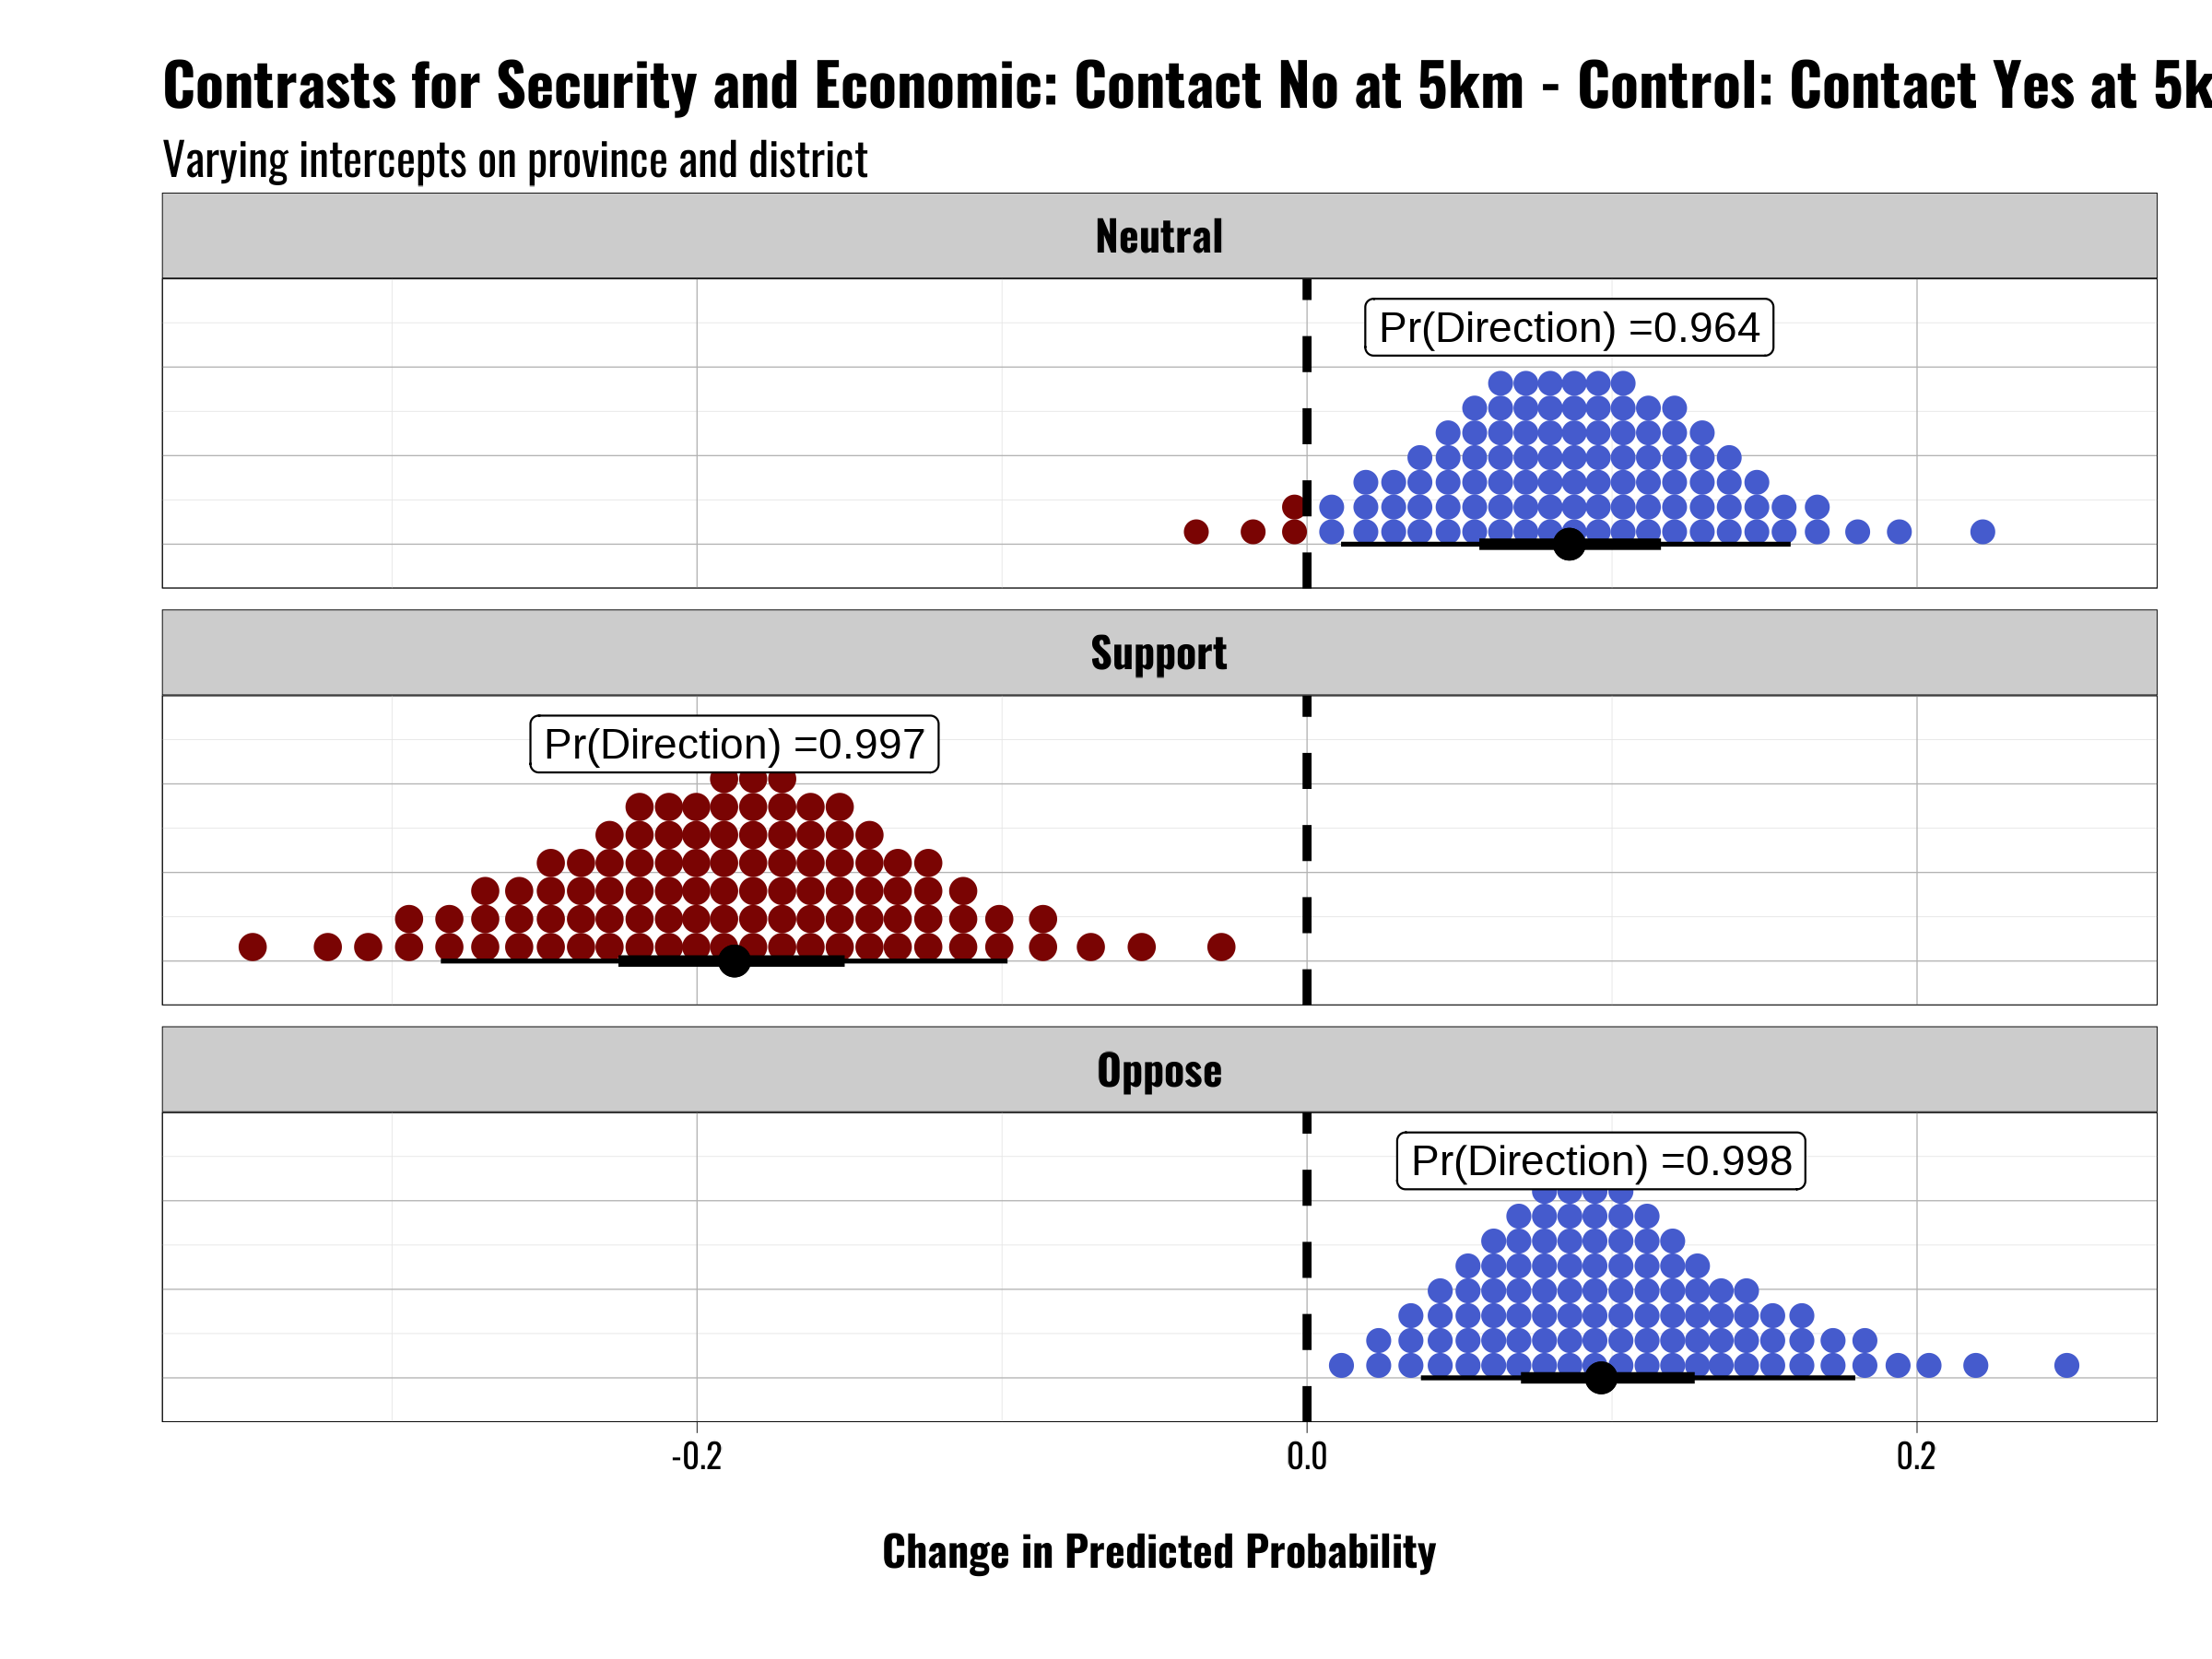 Contrasts for Security and Economic: Contact No at 5km - Control: Contact Yes at 5k
Varying intercepts on province and district
Neutral
Pr(Direction) =0.964
Support
Pr(Direction) =0.997
Oppose
Pr(Direction) =0.998
-0.2 0.0 0.2
Change in Predicted Probability